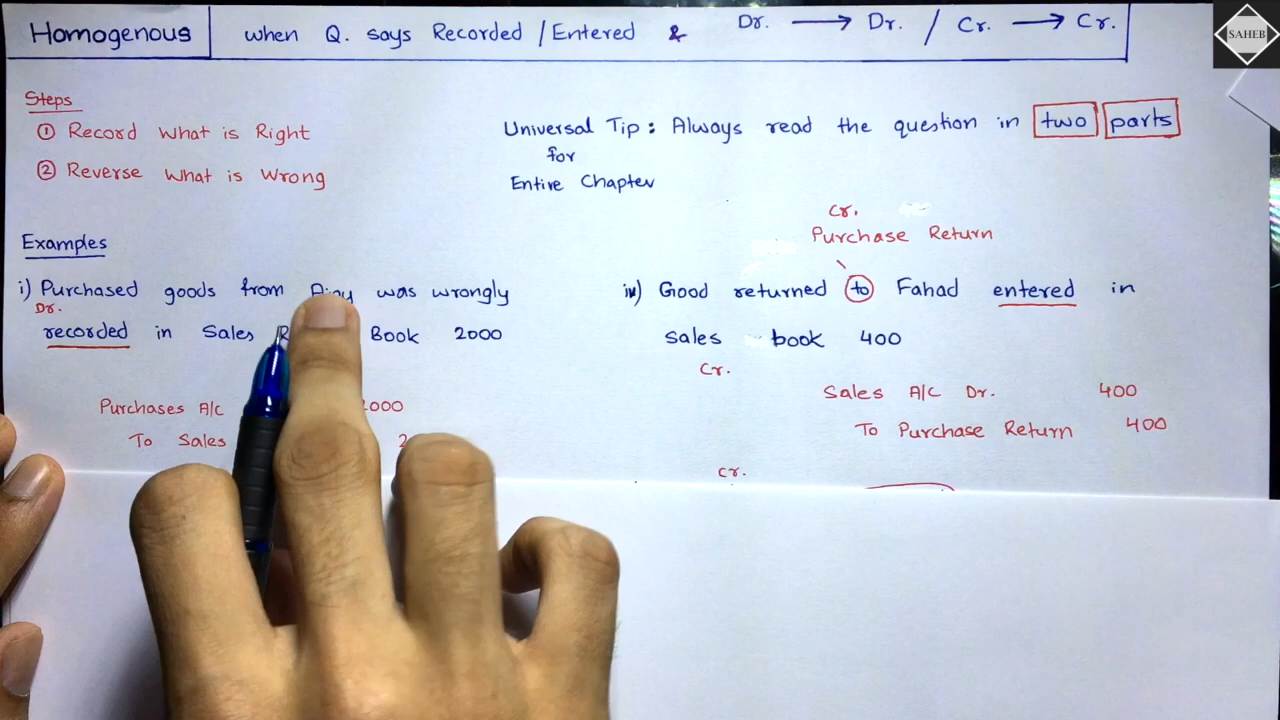 Homogenous when Q. says Recorded / Entered & Dr. → Dr. / Cr. → Cr.
SAHEB
Steps
① Record What is Right
② Reverse What is Wrong
Universal Tip : Always read the question in two parts
for
Entire Chapter
Examples
i) Purchased goods from was wrongly
Dr.
recorded in Sales Book 2000
Purchases A/c 2000
To Sales
Cr.
Purchase Return
iv) Good returned to Fahad entered in
sales book 400
Cr.
Sales A/C Dr. 400
To Purchase Return 400
Cr.